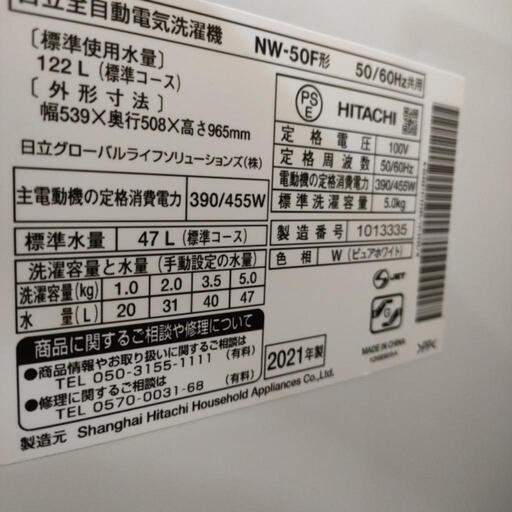 日立全自動電気洗濯機 NW-50F形 50/60Hz共用
〔標準使用水量〕
122 L (標準コース)
〔外形寸法〕
幅539×奥行508×高さ965mm
日立グローバルライフソリューションズ(株)
主電動機の定格消費電力 390/455W
標準水量 47 L (標準コース)
洗濯容量と水量 (手動設定の水量)
洗濯容量(kg) 1.0 2.0 3.5 5.0
水量(L) 20 31 40 47
PS
E
HITACHI
定格電圧 100V
定格周波数 50/60Hz
電動機の定格消費電力 390/455W
標準洗濯容量 5.0kg
製造番号 1013335
色相 W (ピュアホワイト)
商品に関するご相談や修理について
●商品情報やお取り扱いに関するご相談
TEL 050-3155-1111 (有料)
●修理に関するご相談
TEL 0570-0031-68 (有料)
2021年製
JET
G
MADE IN CHINA
製造元 Shanghai Hitachi Household Appliances Co.,Ltd.